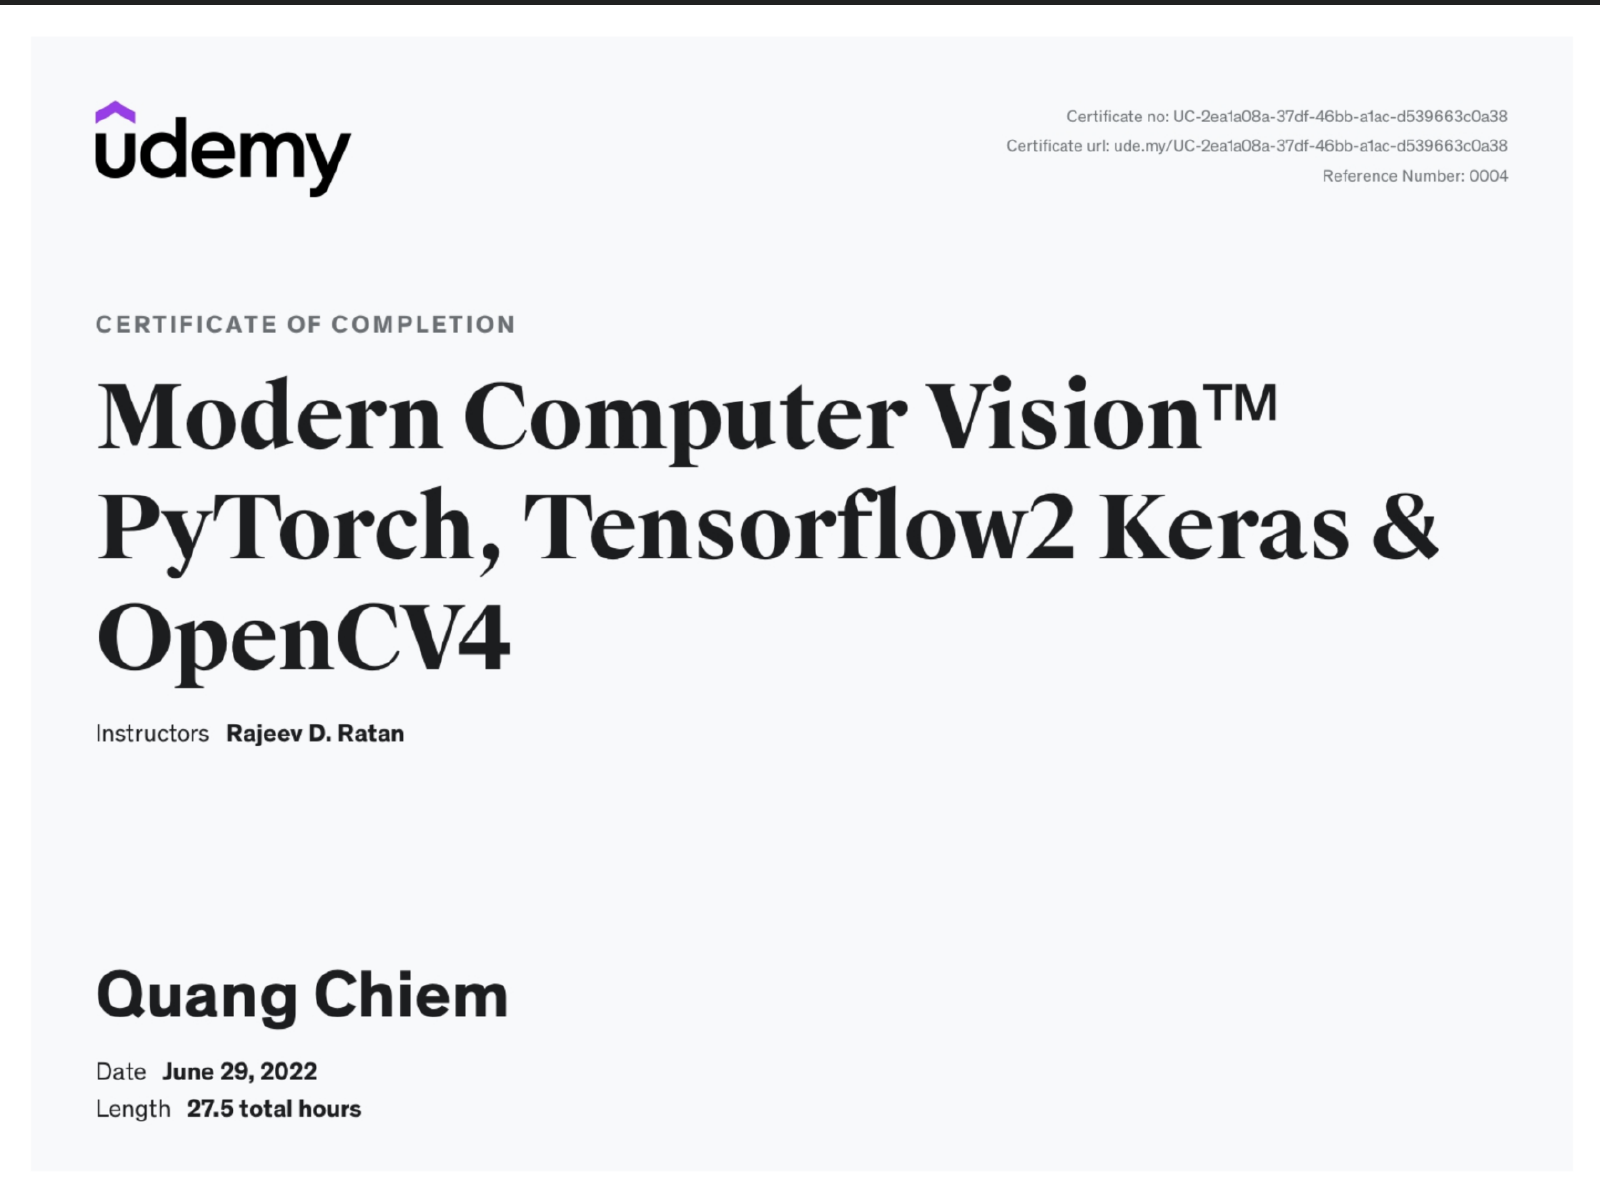 udemy
Certificate no: UC-2ea1a08a-37df-46bb-a1ac-d539663c0a38
Certificate url: ude.my/UC-2ea1a08a-37df-46bb-a1ac-d539663c0a38
Reference Number: 0004
CERTIFICATE OF COMPLETION
Modern Computer Vision™
PyTorch, Tensorflow2 Keras &
OpenCV4
Instructors Rajeev D. Ratan
Quang Chiem
Date June 29, 2022
Length 27.5 total hours